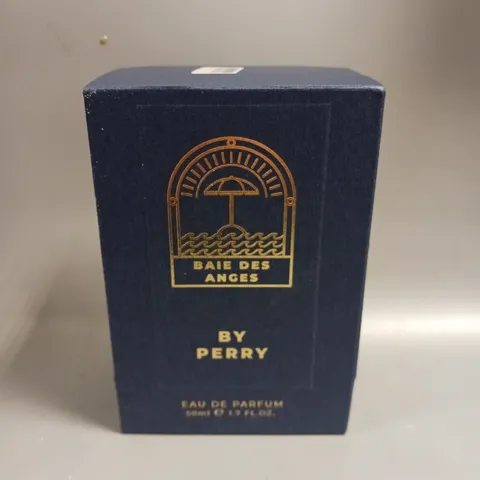 BAIE DES
ANGES
BY
PERRY
EAU DE PARFUM
50ml ℮ 1.7 FL.OZ.